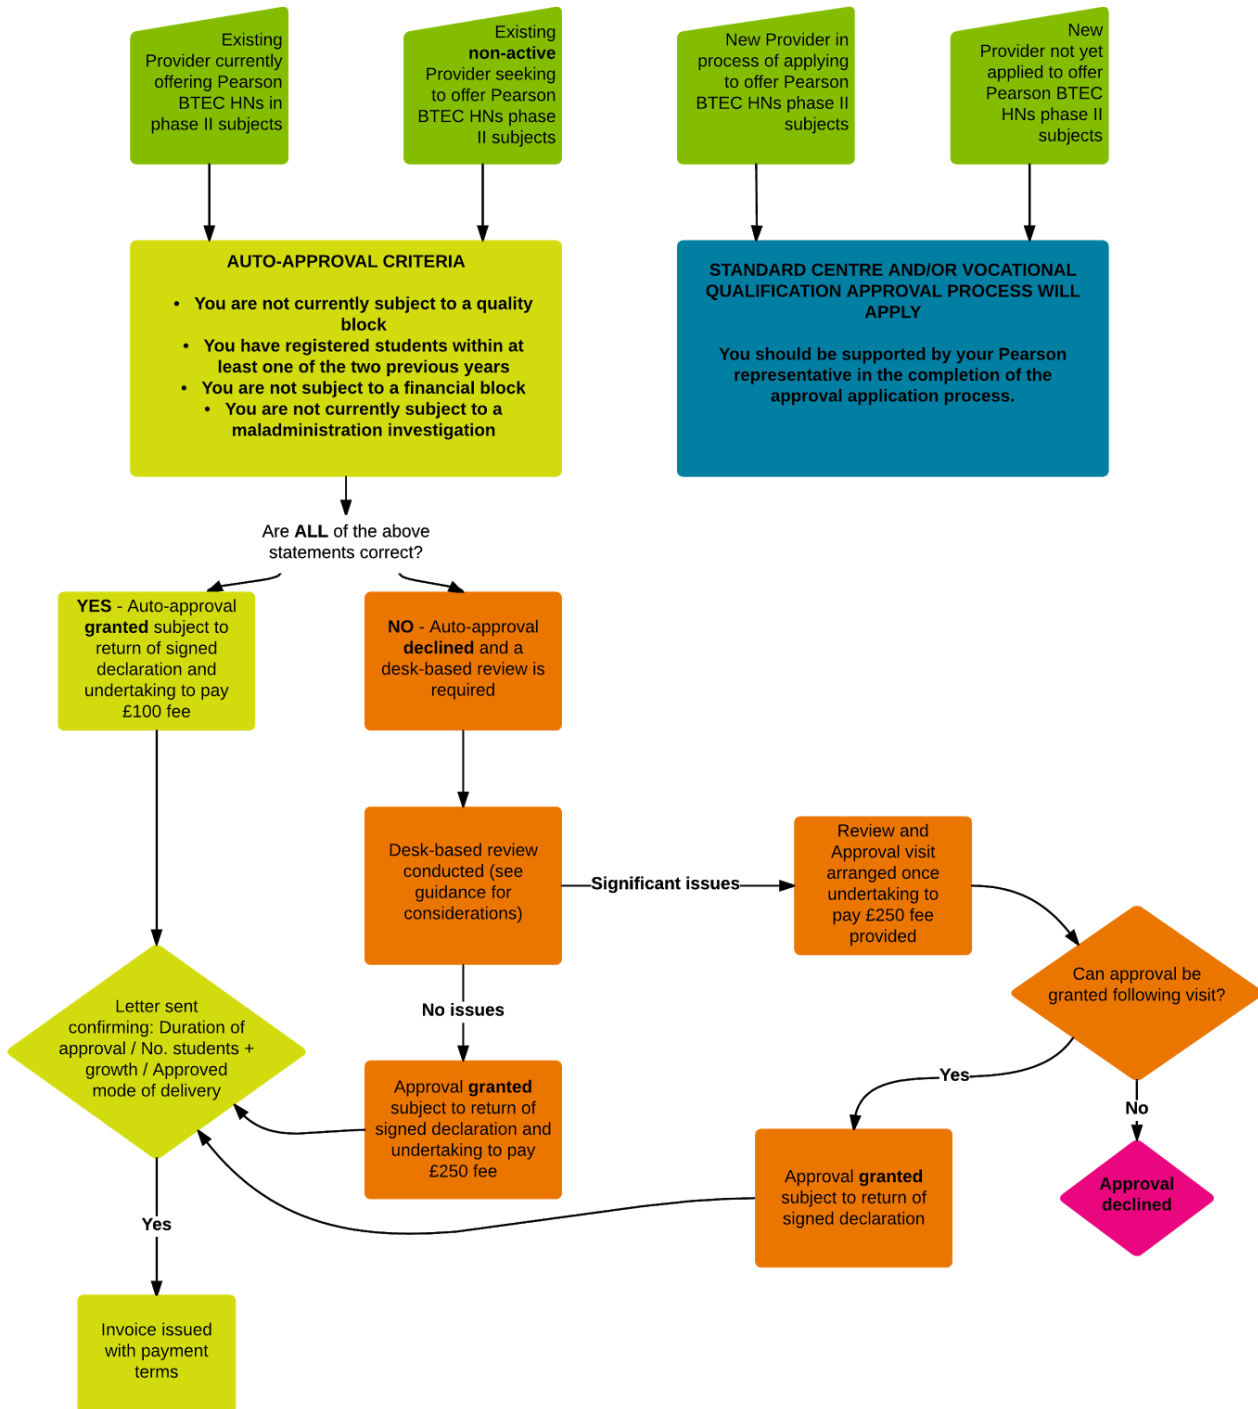 Existing
Provider currently
offering Pearson
BTEC HNs in
phase II subjects
Existing
non-active
Provider seeking
to offer Pearson
BTEC HNs phase
II subjects
New Provider in
process of applying
to offer Pearson
BTEC HNs phase II
subjects
New
Provider not yet
applied to offer
Pearson BTEC
HNs phase II
subjects
AUTO-APPROVAL CRITERIA
• You are not currently subject to a quality
block
• You have registered students within at
least one of the two previous years
• You are not subject to a financial block
• You are not currently subject to a
maladministration investigation
STANDARD CENTRE AND/OR VOCATIONAL
QUALIFICATION APPROVAL PROCESS WILL
APPLY
You should be supported by your Pearson
representative in the completion of the
approval application process.
Are ALL of the above
statements correct?
YES - Auto-approval
granted subject to
return of signed
declaration and
undertaking to pay
£100 fee
NO - Auto-approval
declined and a
desk-based review is
required
Desk-based review
conducted (see
guidance for
considerations)
Significant issues
Review and
Approval visit
arranged once
undertaking to
pay £250 fee
provided
Can approval be
granted following visit?
No issues
Letter sent
confirming: Duration of
approval / No. students +
growth / Approved
mode of delivery
Approval granted
subject to return of
signed declaration and
undertaking to pay
£250 fee
Yes
No
Approval granted
subject to return of
signed declaration
Approval
declined
Yes
Invoice issued
with payment
terms